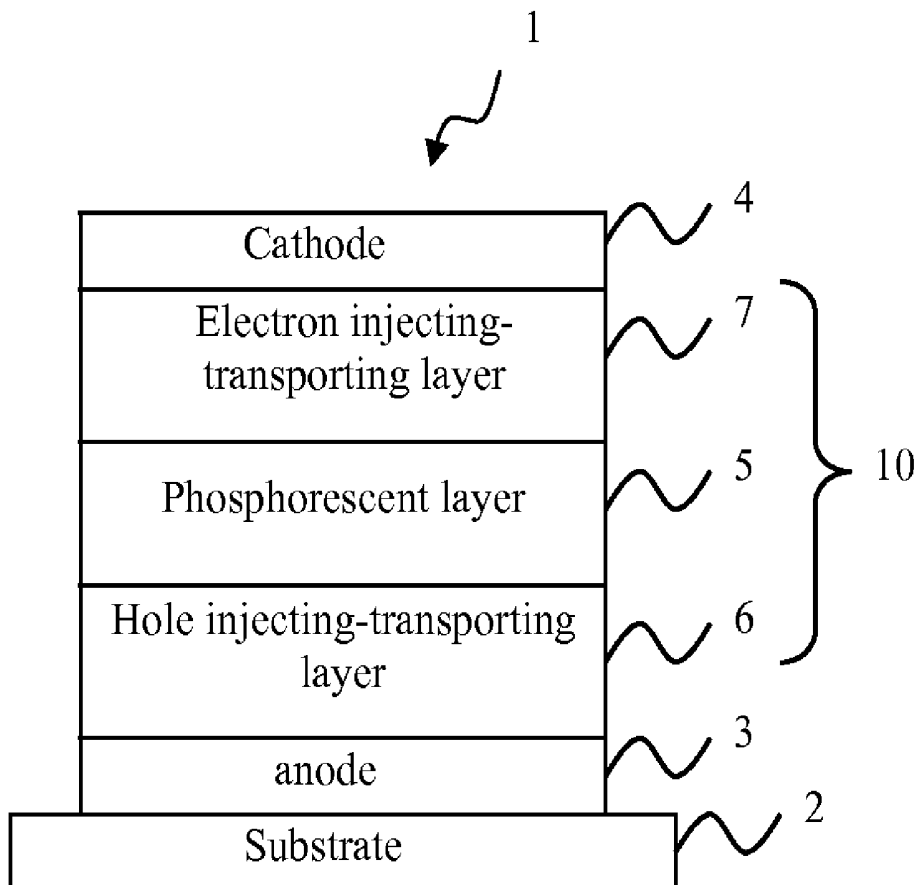 1
Cathode
4
Electron injecting-
transporting layer
7
Phosphorescent layer
5
10
Hole injecting-transporting
layer
6
anode
3
Substrate
2